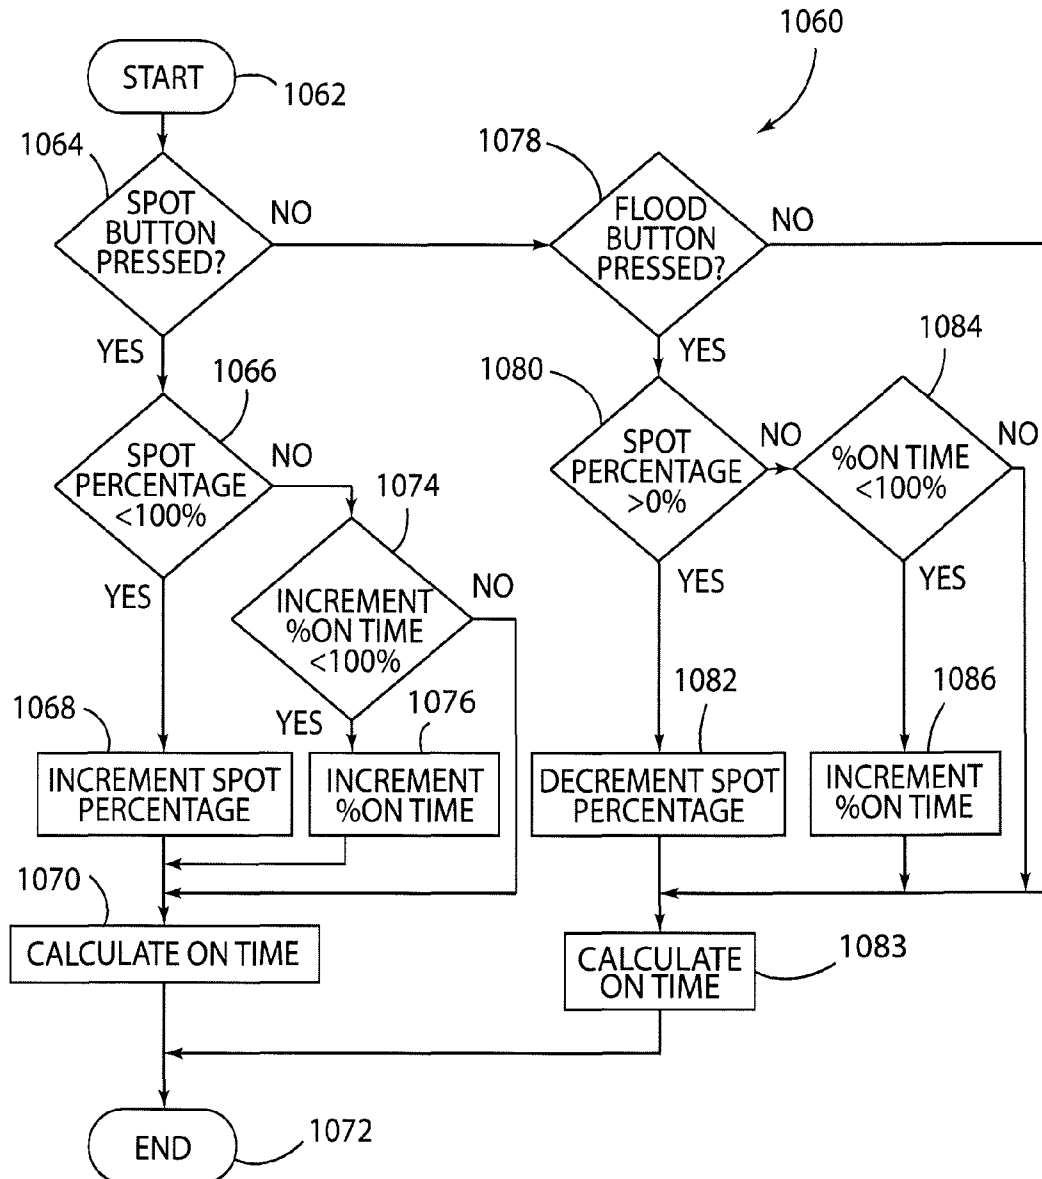 1060
START
1062
1064
SPOT
BUTTON
PRESSED?
NO
YES
1078
FLOOD
BUTTON
PRESSED?
NO
YES
1066
SPOT
PERCENTAGE
<100%
NO
YES
1074
INCREMENT
%ON TIME
<100%
NO
YES
1080
SPOT
PERCENTAGE
>0%
NO
YES
1084
%ON TIME
<100%
NO
YES
1068
INCREMENT SPOT
PERCENTAGE
1076
INCREMENT
%ON TIME
1082
DECREMENT SPOT
PERCENTAGE
1086
INCREMENT
%ON TIME
1070
CALCULATE ON TIME
CALCULATE
ON TIME
1083
END
1072